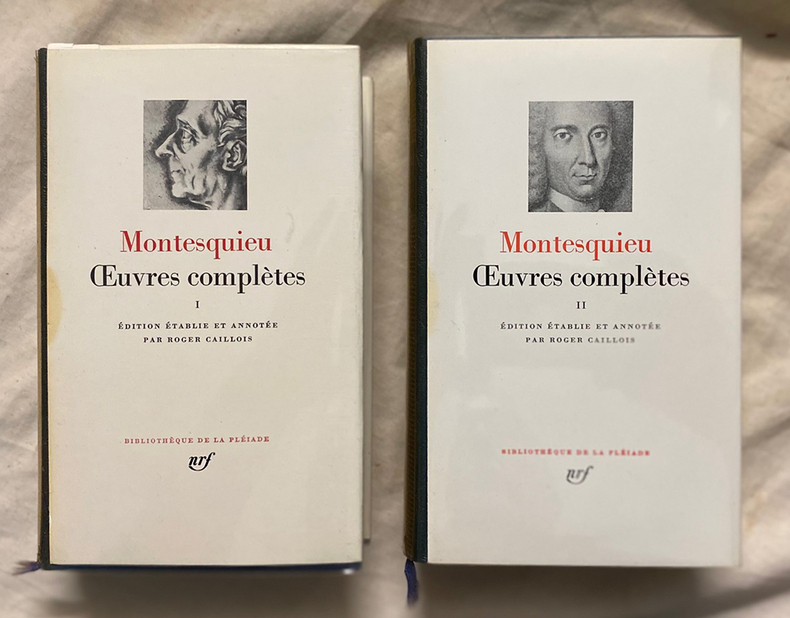 Montesquieu
Œuvres complètes
I
ÉDITION ÉTABLIE ET ANNOTÉE
PAR ROGER CAILLOIS
BIBLIOTHÈQUE DE LA PLÉIADE
nrf
Montesquieu
Œuvres complètes
II
ÉDITION ÉTABLIE ET ANNOTÉE
PAR ROGER CAILLOIS
BIBLIOTHÈQUE DE LA PLÉIADE
nrf